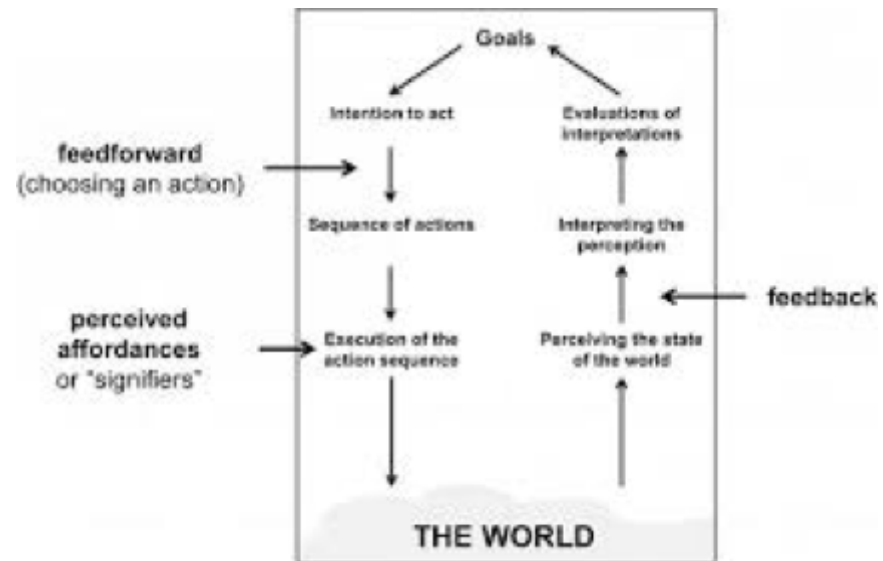 Goals
Intention to act
Evaluations of
interpretations
feedforward
(choosing an action)
Sequence of actions
Interpreting the
perception
feedback
perceived
affordances
or "signifiers"
Execution of the
action sequence
Perceiving the state
of the world
THE WORLD